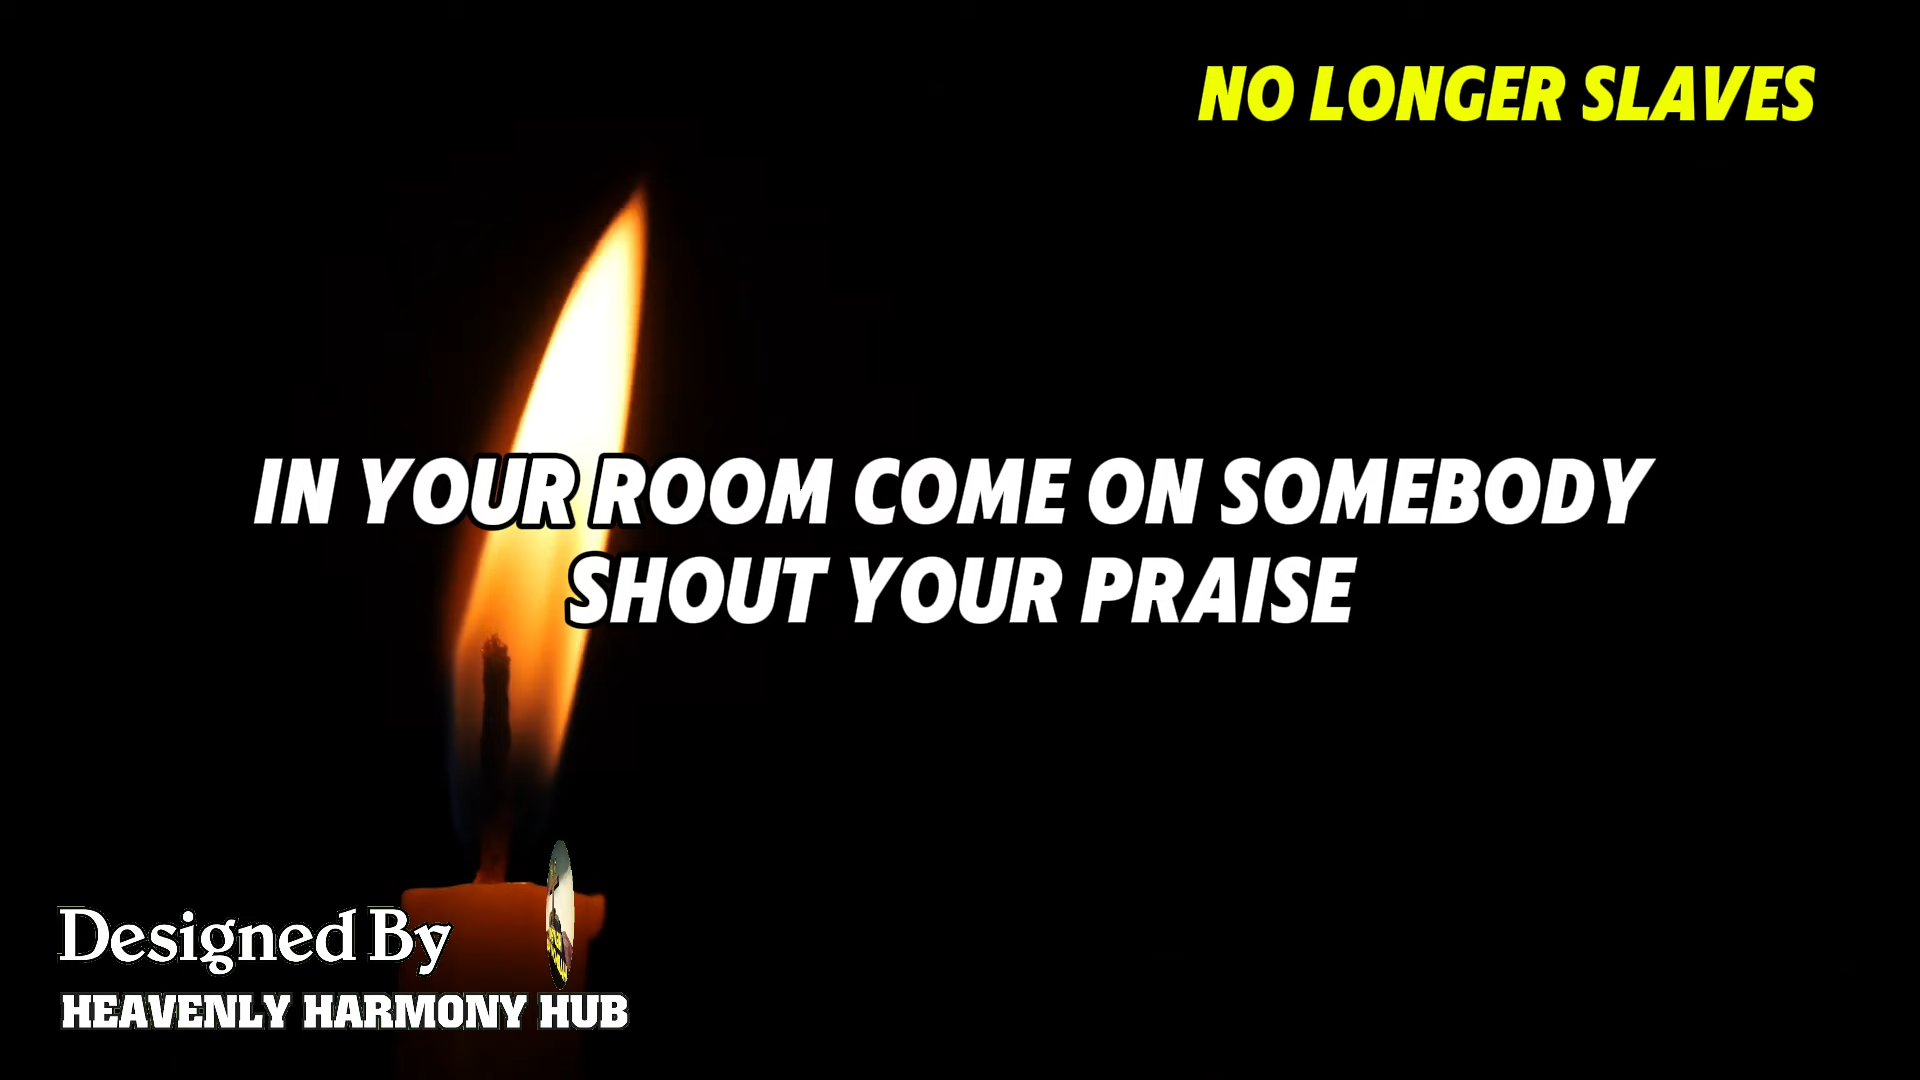 NO LONGER SLAVES
IN YOUR ROOM COME ON SOMEBODY
SHOUT YOUR PRAISE
Designed By
HEAVENLY HARMONY HUB